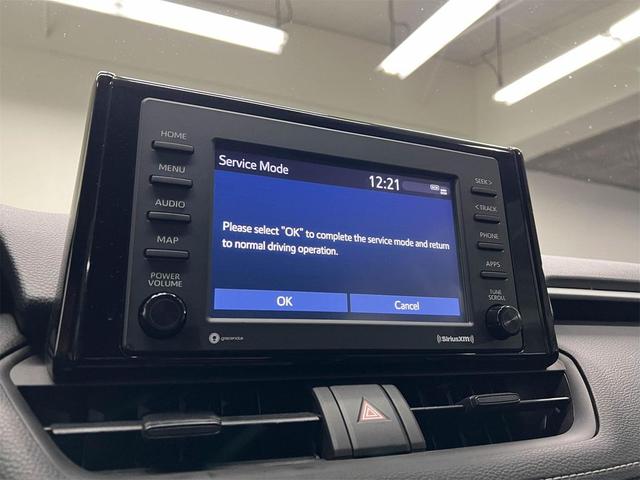 HOME
MENU
AUDIO
MAP
POWER
VOLUME
Service Mode
12:21
Please select "OK" to complete the service mode and return
to normal driving operation.
OK
Cancel
SEEK >
< TRACK
PHONE
APPS
TUNE
SCROLL
gracenote
SiriusXM